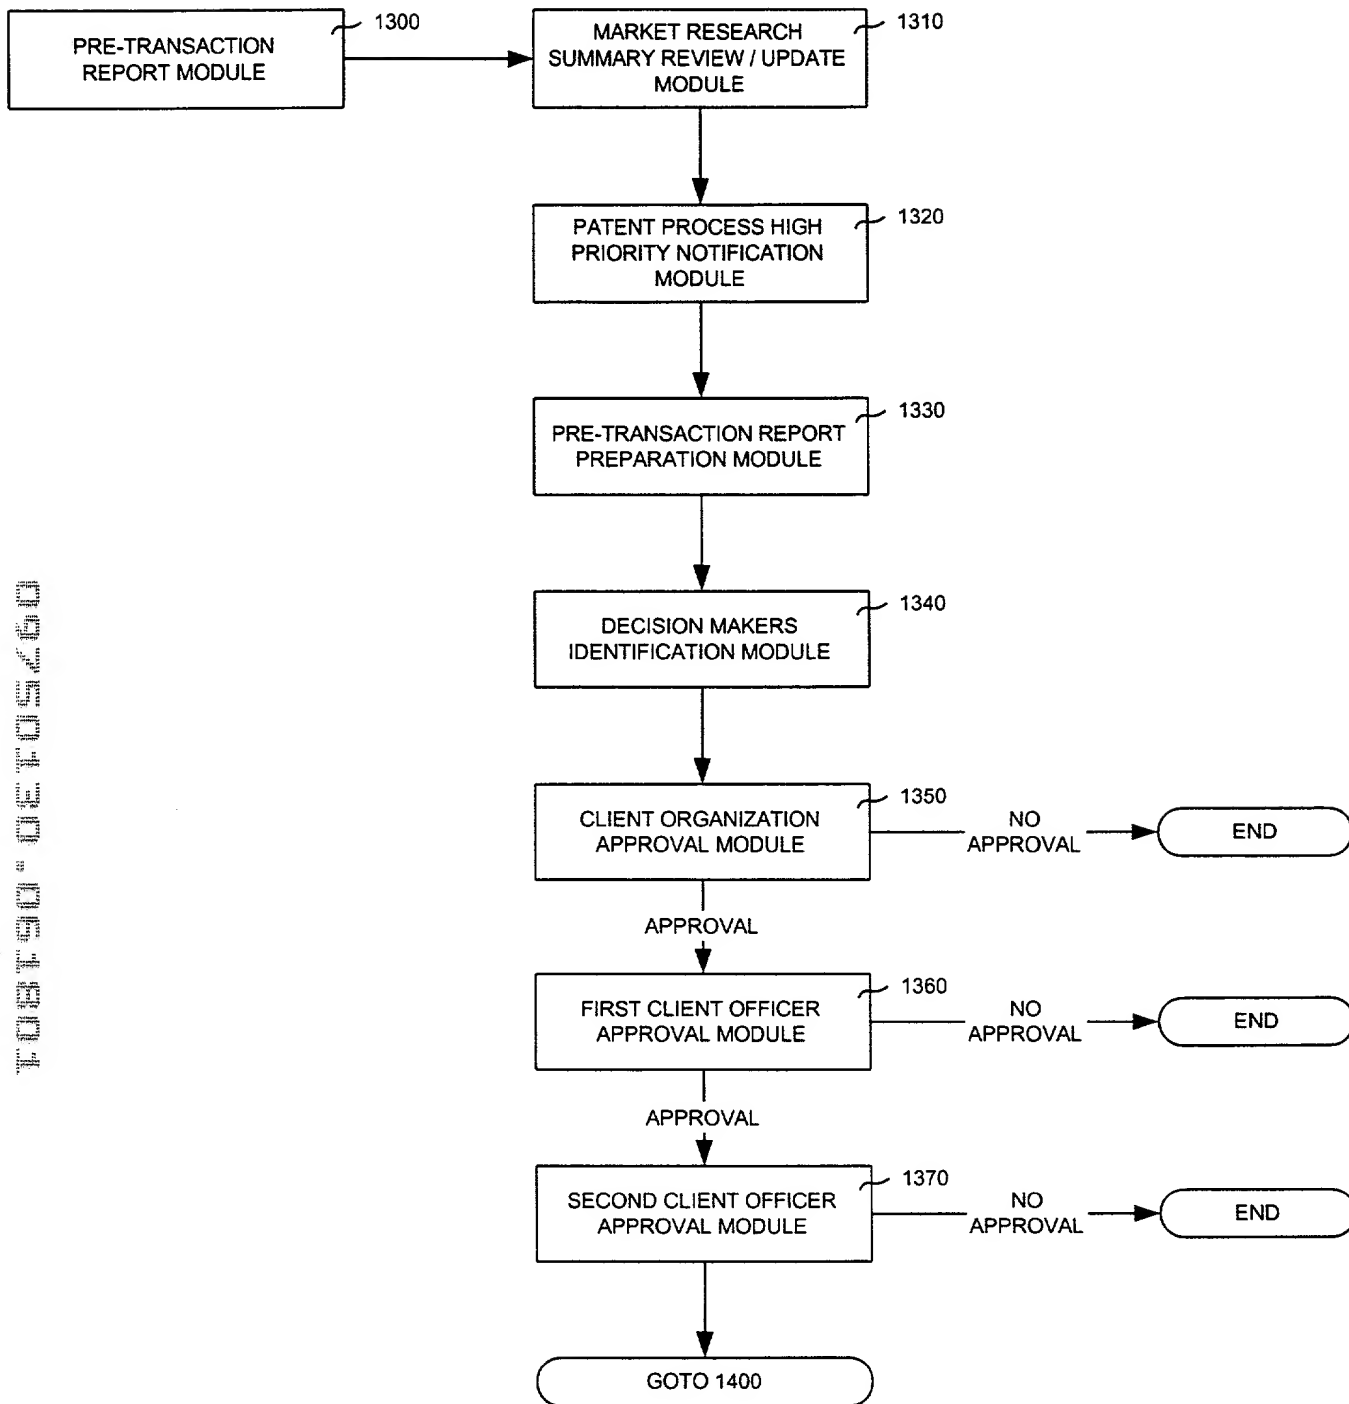 PRE-TRANSACTION
REPORT MODULE
1300
MARKET RESEARCH
SUMMARY REVIEW / UPDATE
MODULE
1310
PATENT PROCESS HIGH
PRIORITY NOTIFICATION
MODULE
1320
PRE-TRANSACTION REPORT
PREPARATION MODULE
1330
DECISION MAKERS
IDENTIFICATION MODULE
1340
CLIENT ORGANIZATION
APPROVAL MODULE
1350
NO
APPROVAL
END
APPROVAL
FIRST CLIENT OFFICER
APPROVAL MODULE
1360
NO
APPROVAL
END
APPROVAL
SECOND CLIENT OFFICER
APPROVAL MODULE
1370
NO
APPROVAL
END
GOTO 1400